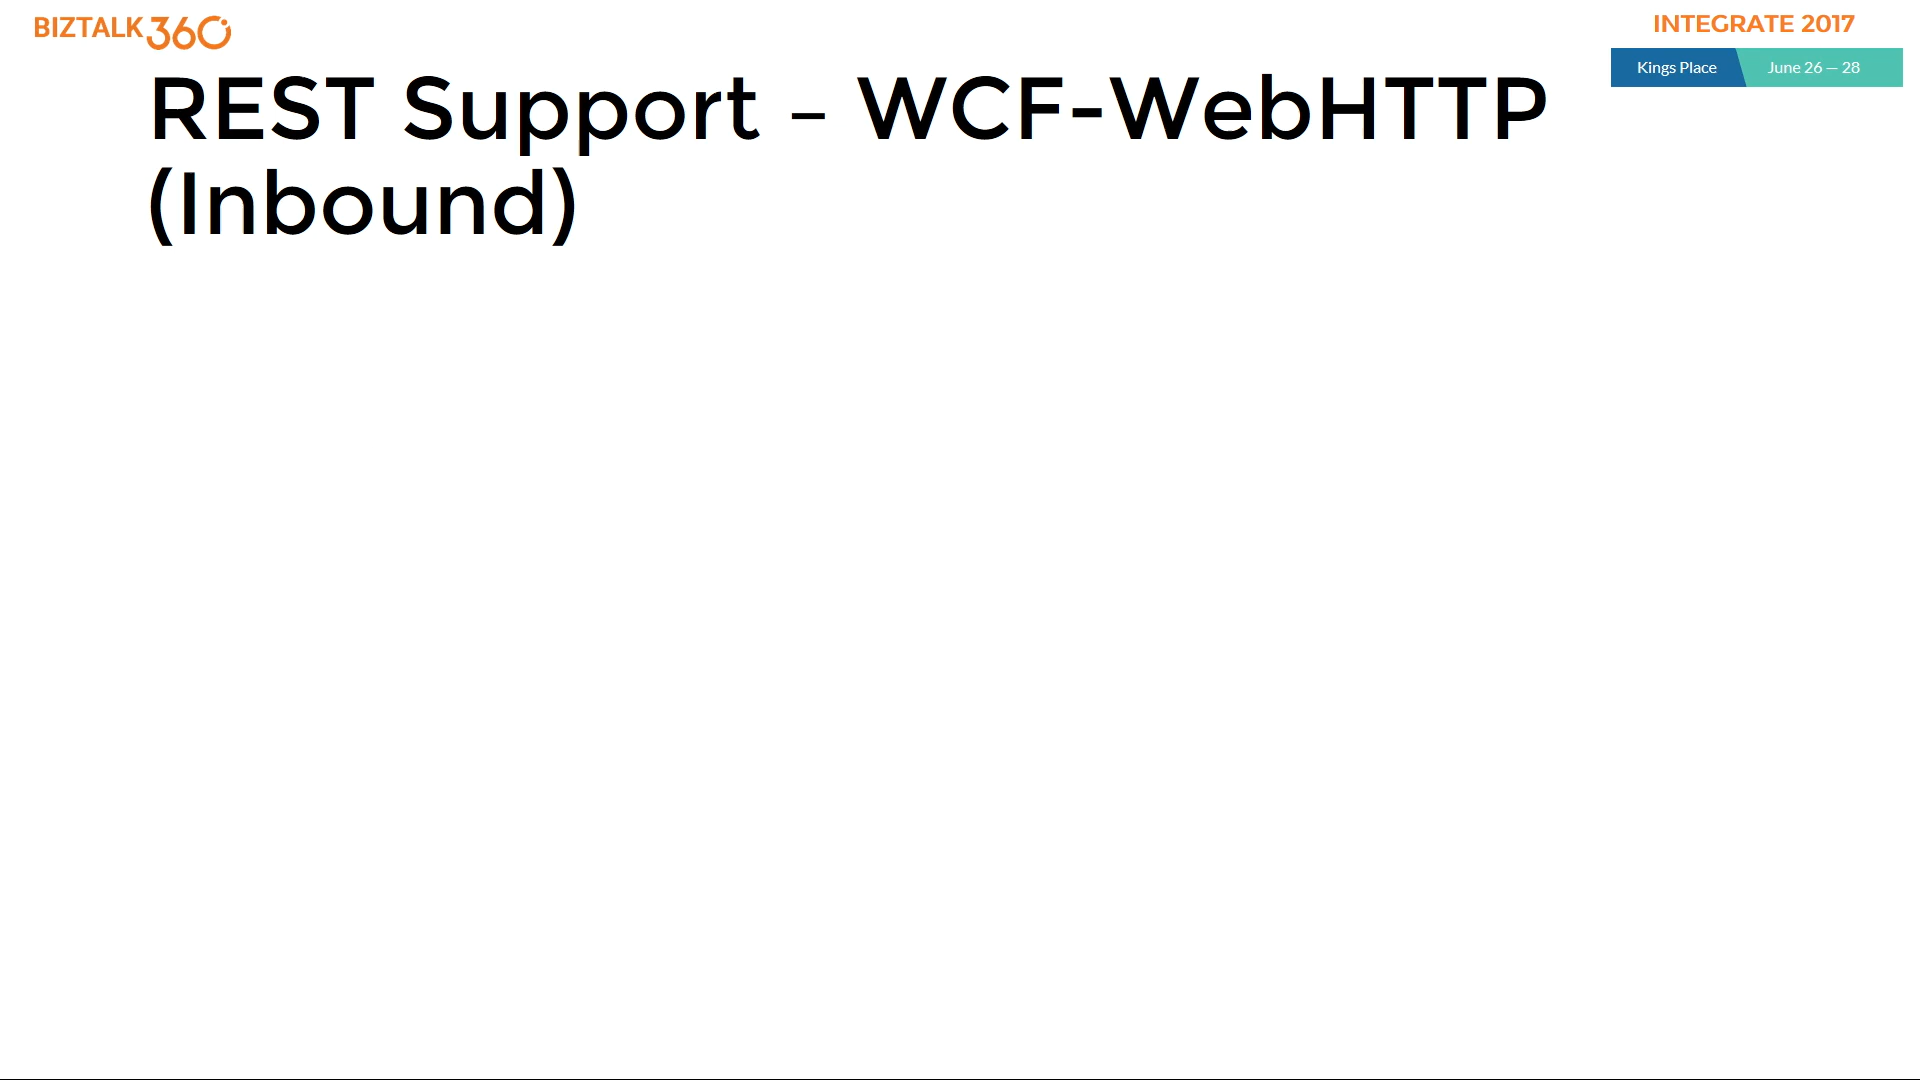 BIZTALK360
INTEGRATE 2017
Kings Place
June 26 — 28
REST Support – WCF-WebHTTP
(Inbound)